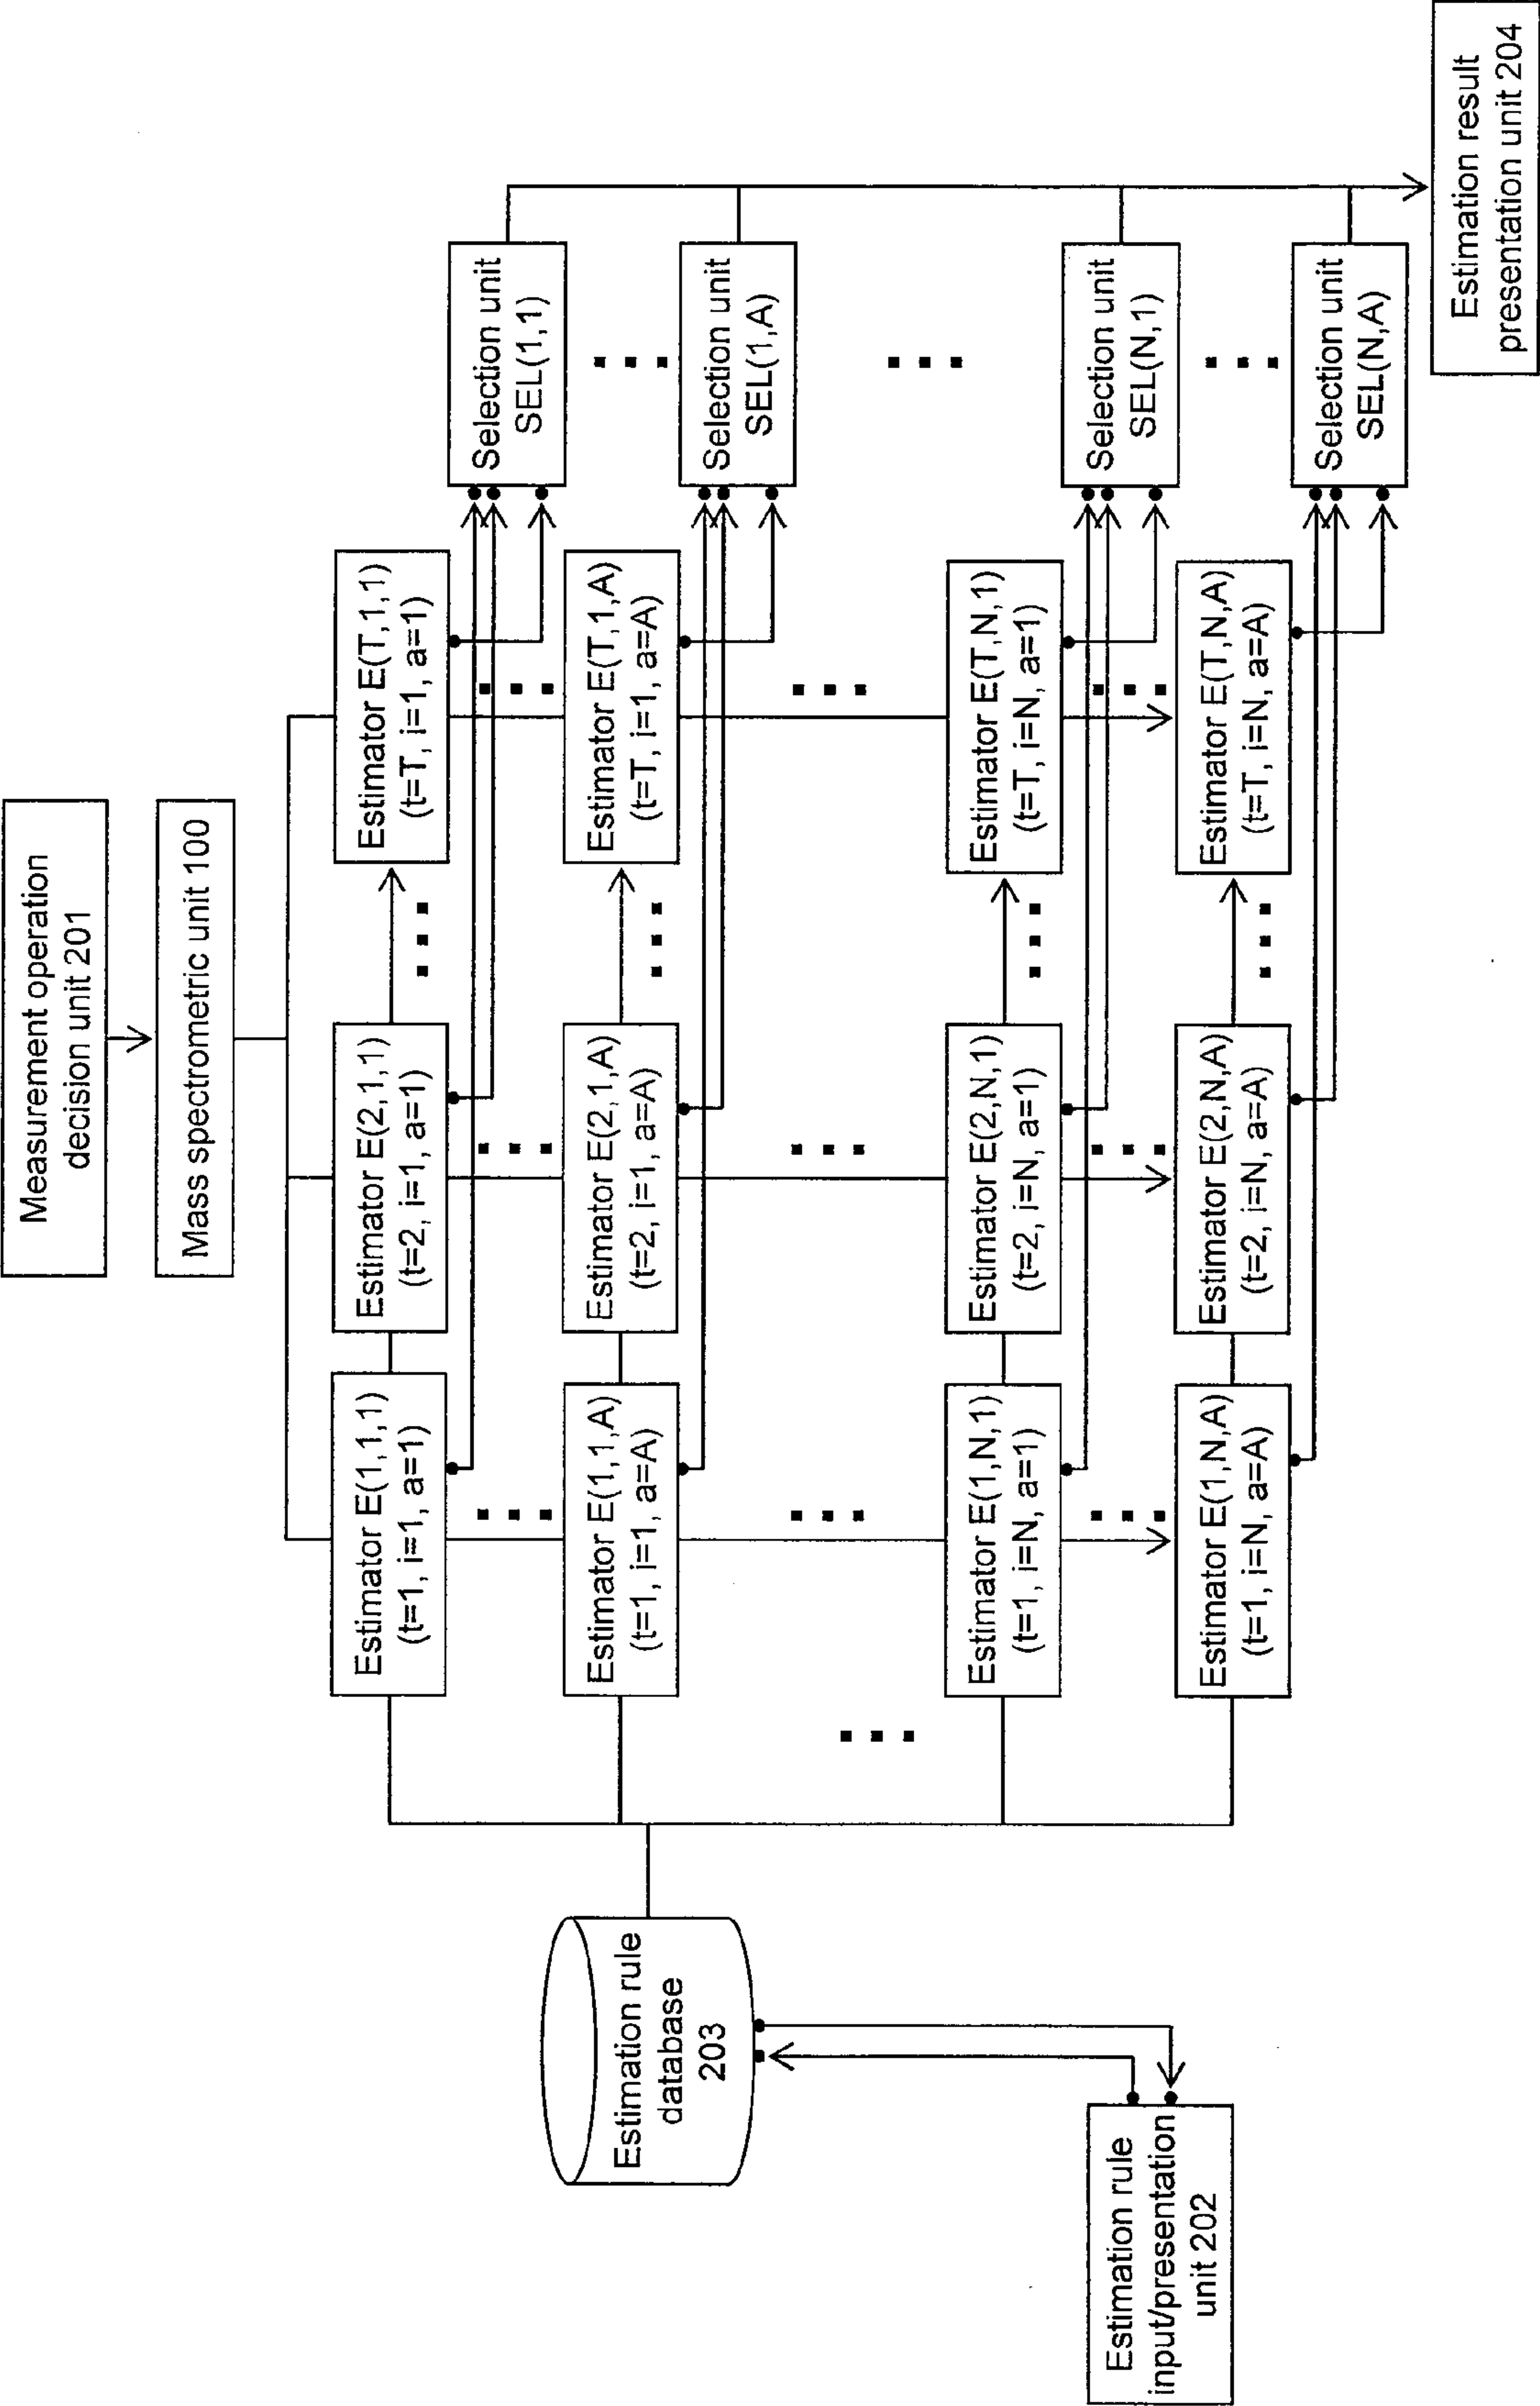 Measurement operation
decision unit 201
Mass spectrometric unit 100
Estimator E(1,1,1)
(t=1, i=1, a=1)
Estimator E(2,1,1)
(t=2, i=1, a=1)
Estimator E(T,1,1)
(t=T, i=1, a=1)
Selection unit
SEL(1,1)
Estimator E(1,1,A)
(t=1, i=1, a=A)
Estimator E(2,1,A)
(t=2, i=1, a=A)
Estimator E(T,1,A)
(t=T, i=1, a=A)
Selection unit
SEL(1,A)
Estimation rule
database
203
Estimator E(1,N,1)
(t=1, i=N, a=1)
Estimator E(2,N,1)
(t=2, i=N, a=1)
Estimator E(T,N,1)
(t=T, i=N, a=1)
Selection unit
SEL(N,1)
Estimator E(1,N,A)
(t=1, i=N, a=A)
Estimator E(2,N,A)
(t=2, i=N, a=A)
Estimator E(T,N,A)
(t=T, i=N, a=A)
Selection unit
SEL(N,A)
Estimation rule
input/presentation
unit 202
Estimation result
presentation unit 204